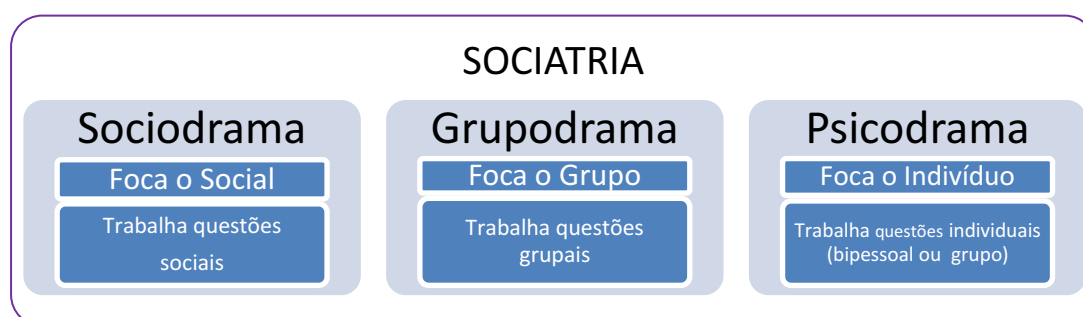 SOCIATRIA
Sociodrama
Foca o Social
Trabalha questões
sociais
Grupodrama
Foca o Grupo
Trabalha questões
grupais
Psicodrama
Foca o Indivíduo
Trabalha questões individuais
(bipessoal ou grupo)